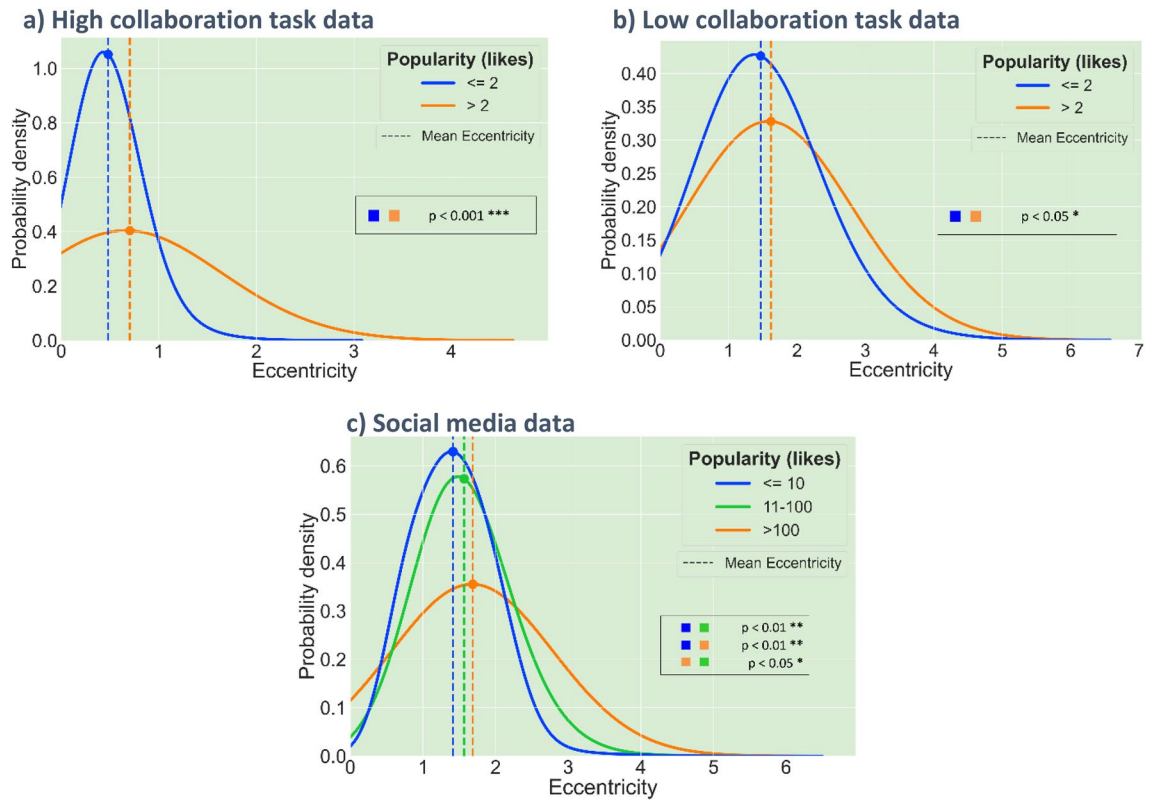 a) High collaboration task data
Probability density
1.0
0.8
0.6
0.4
0.2
0.0
0 1 2 3 4
Eccentricity
Popularity (likes)
<= 2
> 2
Mean Eccentricity
p < 0.001 ***
b) Low collaboration task data
Probability density
0.40
0.35
0.30
0.25
0.20
0.15
0.10
0.05
0.00
0 1 2 3 4 5 6 7
Eccentricity
Popularity (likes)
<= 2
> 2
Mean Eccentricity
p < 0.05 *
c) Social media data
Probability density
0.6
0.5
0.4
0.3
0.2
0.1
0.0
0 1 2 3 4 5 6
Eccentricity
Popularity (likes)
<= 10
11-100
>100
Mean Eccentricity
p < 0.01 **
p < 0.01 **
p < 0.05 *